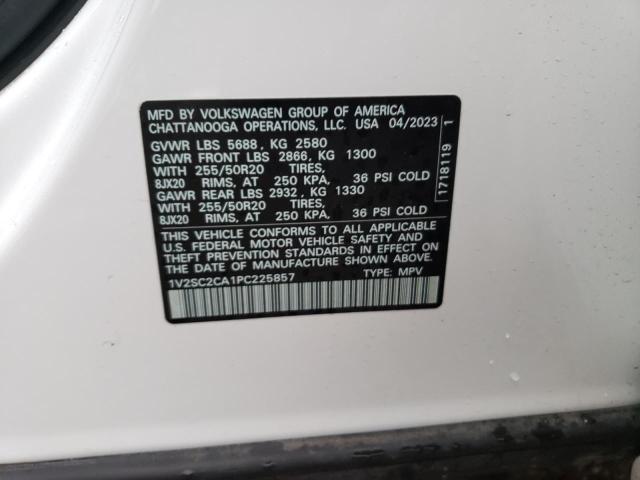 MFD BY VOLKSWAGEN GROUP OF AMERICA
CHATTANOOGA OPERATIONS, LLC. USA 04/2023
GVWR LBS 5688, KG 2580
GAWR FRONT LBS 2866, KG 1300
WITH 255/50R20 TIRES,
8JX20 RIMS, AT 250 KPA, 36 PSI COLD
GAWR REAR LBS 2932, KG 1330
WITH 255/50R20 TIRES,
8JX20 RIMS, AT 250 KPA, 36 PSI COLD
THIS VEHICLE CONFORMS TO ALL APPLICABLE
U.S. FEDERAL MOTOR VEHICLE SAFETY AND
THEFT PREVENTION STANDARDS IN EFFECT ON
THE DATE OF MANUFACTURE SHOWN ABOVE.
1V2SC2CA1PC225857 TYPE: MPV
1718119 1